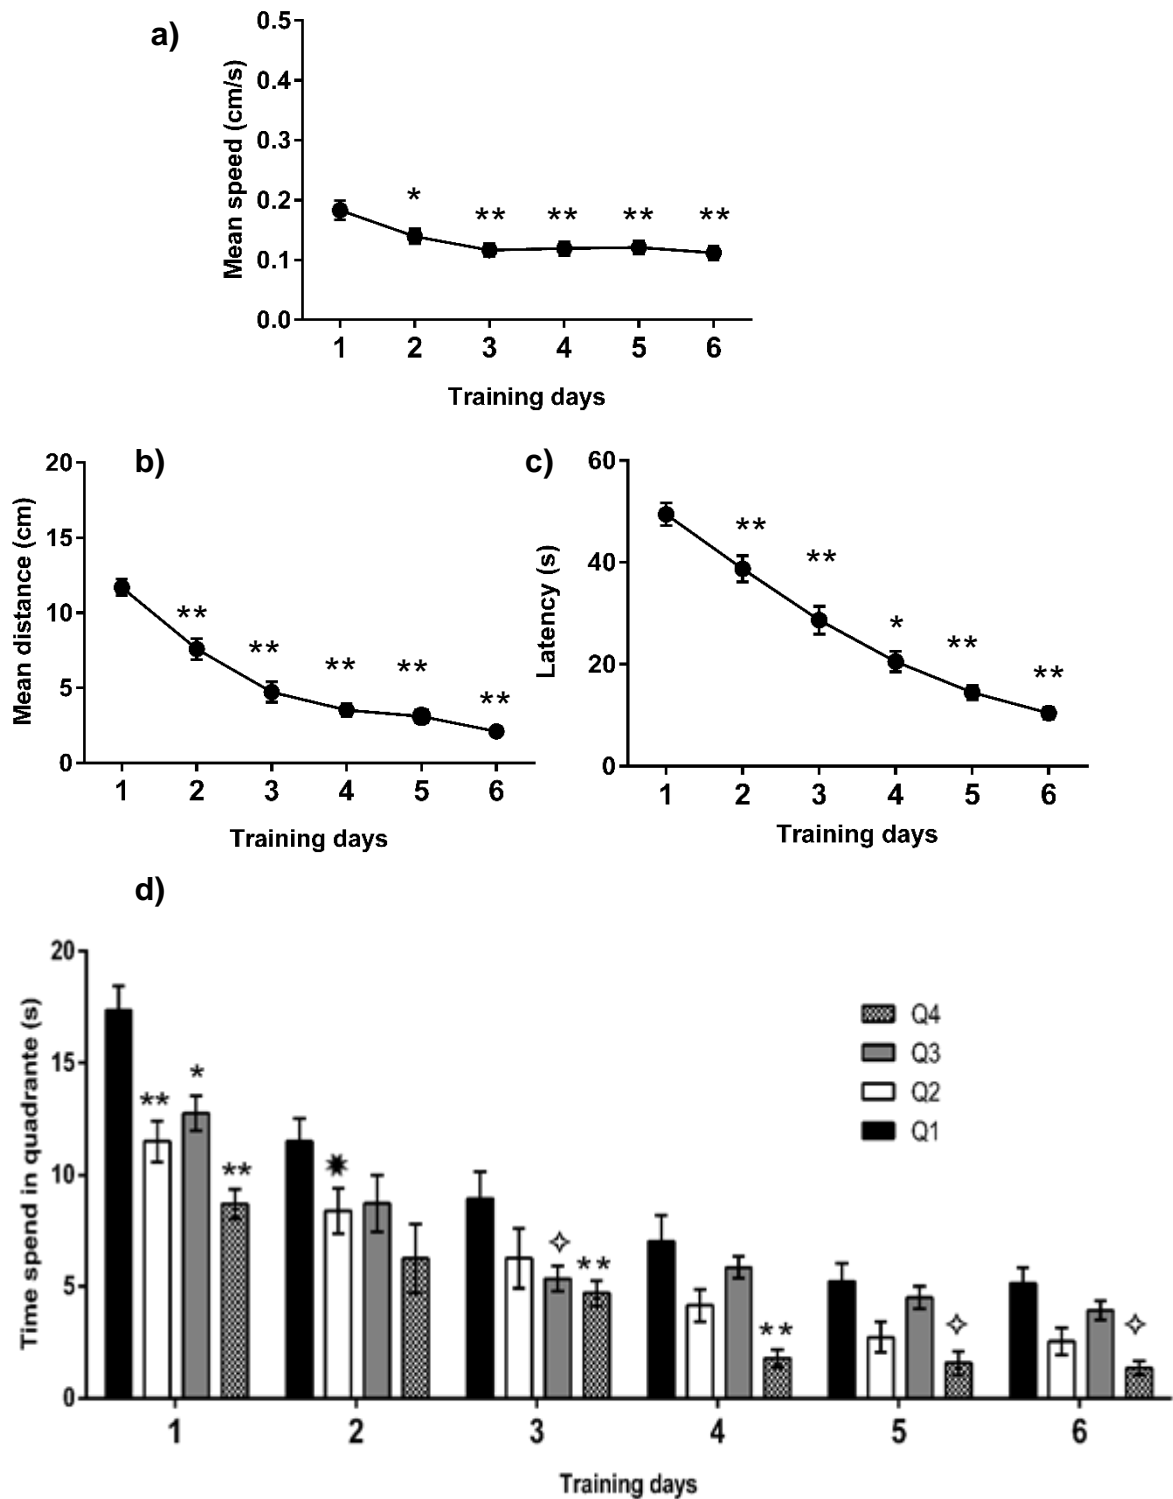 a)
Mean speed (cm/s)
0.5
0.4
0.3
0.2
0.1
0.0
*
**
**
**
**
1 2 3 4 5 6
Training days
b)
Mean distance (cm)
20
15
10
5
0
**
**
**
**
**
1 2 3 4 5 6
Training days
c)
Latency (s)
60
40
20
0
**
**
*
**
**
1 2 3 4 5 6
Training days
d)
Time spend in quadrante (s)
20
15
10
5
0
**
*
**
✷
✧
**
**
✧
✧
Q4
Q3
Q2
Q1
1 2 3 4 5 6
Training days